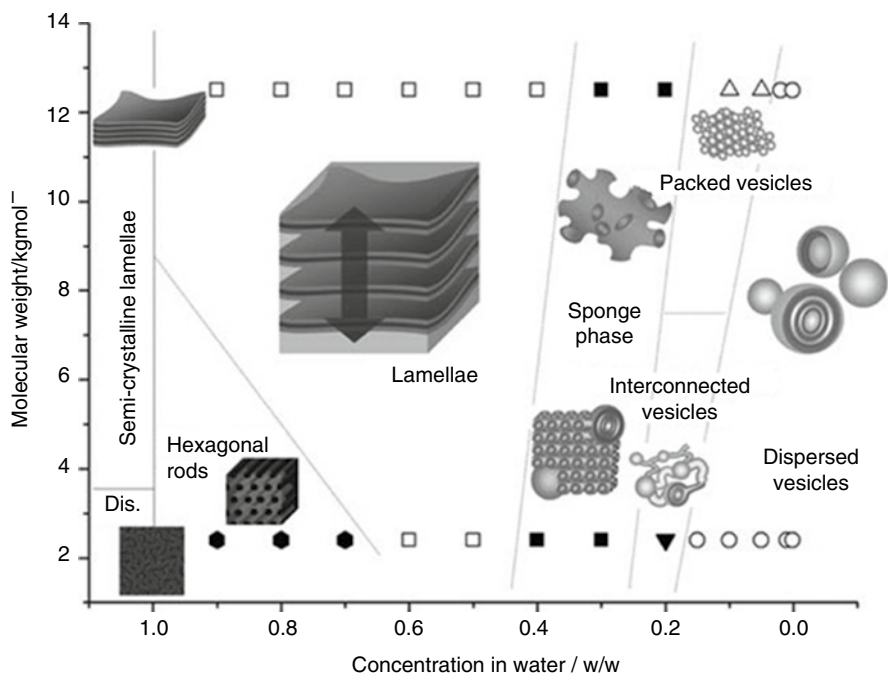 14
12
10
8
6
4
2
Molecular weight/kgmol⁻
Semi-crystalline lamellae
Dis.
Hexagonal
rods
Lamellae
Sponge
phase
Packed vesicles
Interconnected
vesicles
Dispersed
vesicles
1.0
0.8
0.6
0.4
0.2
0.0
Concentration in water / w/w